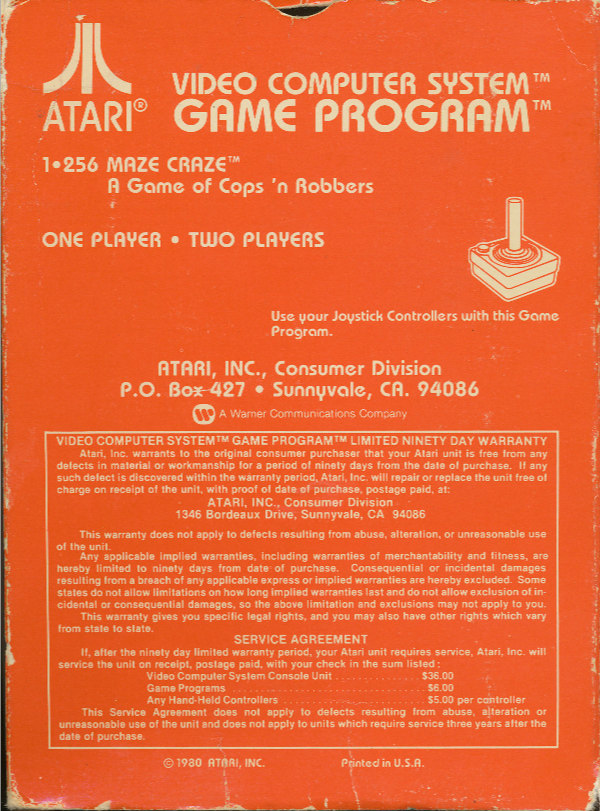 ATARI®
VIDEO COMPUTER SYSTEM™
GAME PROGRAM™
1•256 MAZE CRAZE™
A Game of Cops 'n Robbers
ONE PLAYER • TWO PLAYERS
Use your Joystick Controllers with this Game
Program.
ATARI, INC., Consumer Division
P.O. Box 427 • Sunnyvale, CA. 94086
A Warner Communications Company
VIDEO COMPUTER SYSTEM™ GAME PROGRAM™ LIMITED NINETY DAY WARRANTY
Atari, Inc. warrants to the original consumer purchaser that your Atari unit is free from any
defects in material or workmanship for a period of ninety days from the date of purchase. If any
such defect is discovered within the warranty period, Atari, Inc. will repair or replace the unit free of
charge on receipt of the unit, with proof of date of purchase, postage paid, at:
ATARI, INC., Consumer Division
1346 Bordeaux Drive, Sunnyvale, CA 94086
This warranty does not apply to defects resulting from abuse, alteration, or unreasonable use
of the unit.
Any applicable implied warranties, including warranties of merchantability and fitness, are
hereby limited to ninety days from date of purchase. Consequential or incidental damages
resulting from a breach of any applicable express or implied warranties are hereby excluded. Some
states do not allow limitations on how long implied warranties last and do not allow exclusion of in-
cidental or consequential damages, so the above limitation and exclusions may not apply to you.
This warranty gives you specific legal rights, and you may also have other rights which vary
from state to state.
SERVICE AGREEMENT
If, after the ninety day limited warranty period, your Atari unit requires service, Atari, Inc. will
service the unit on receipt, postage paid, with your check in the sum listed:
Video Computer System Console Unit . . . . . . . . . . . . . . $36.00
Game Programs . . . . . . . . . . . . . . . . . . . . . . . . . . . . $6.00
Any Hand-Held Controllers . . . . . . . . . . . . . . . . . . . . $5.00 per controller
This Service Agreement does not apply to defects resulting from abuse, alteration or
unreasonable use of the unit and does not apply to units which require service three years after the
date of purchase.
© 1980 ATARI, INC. Printed in U.S.A.